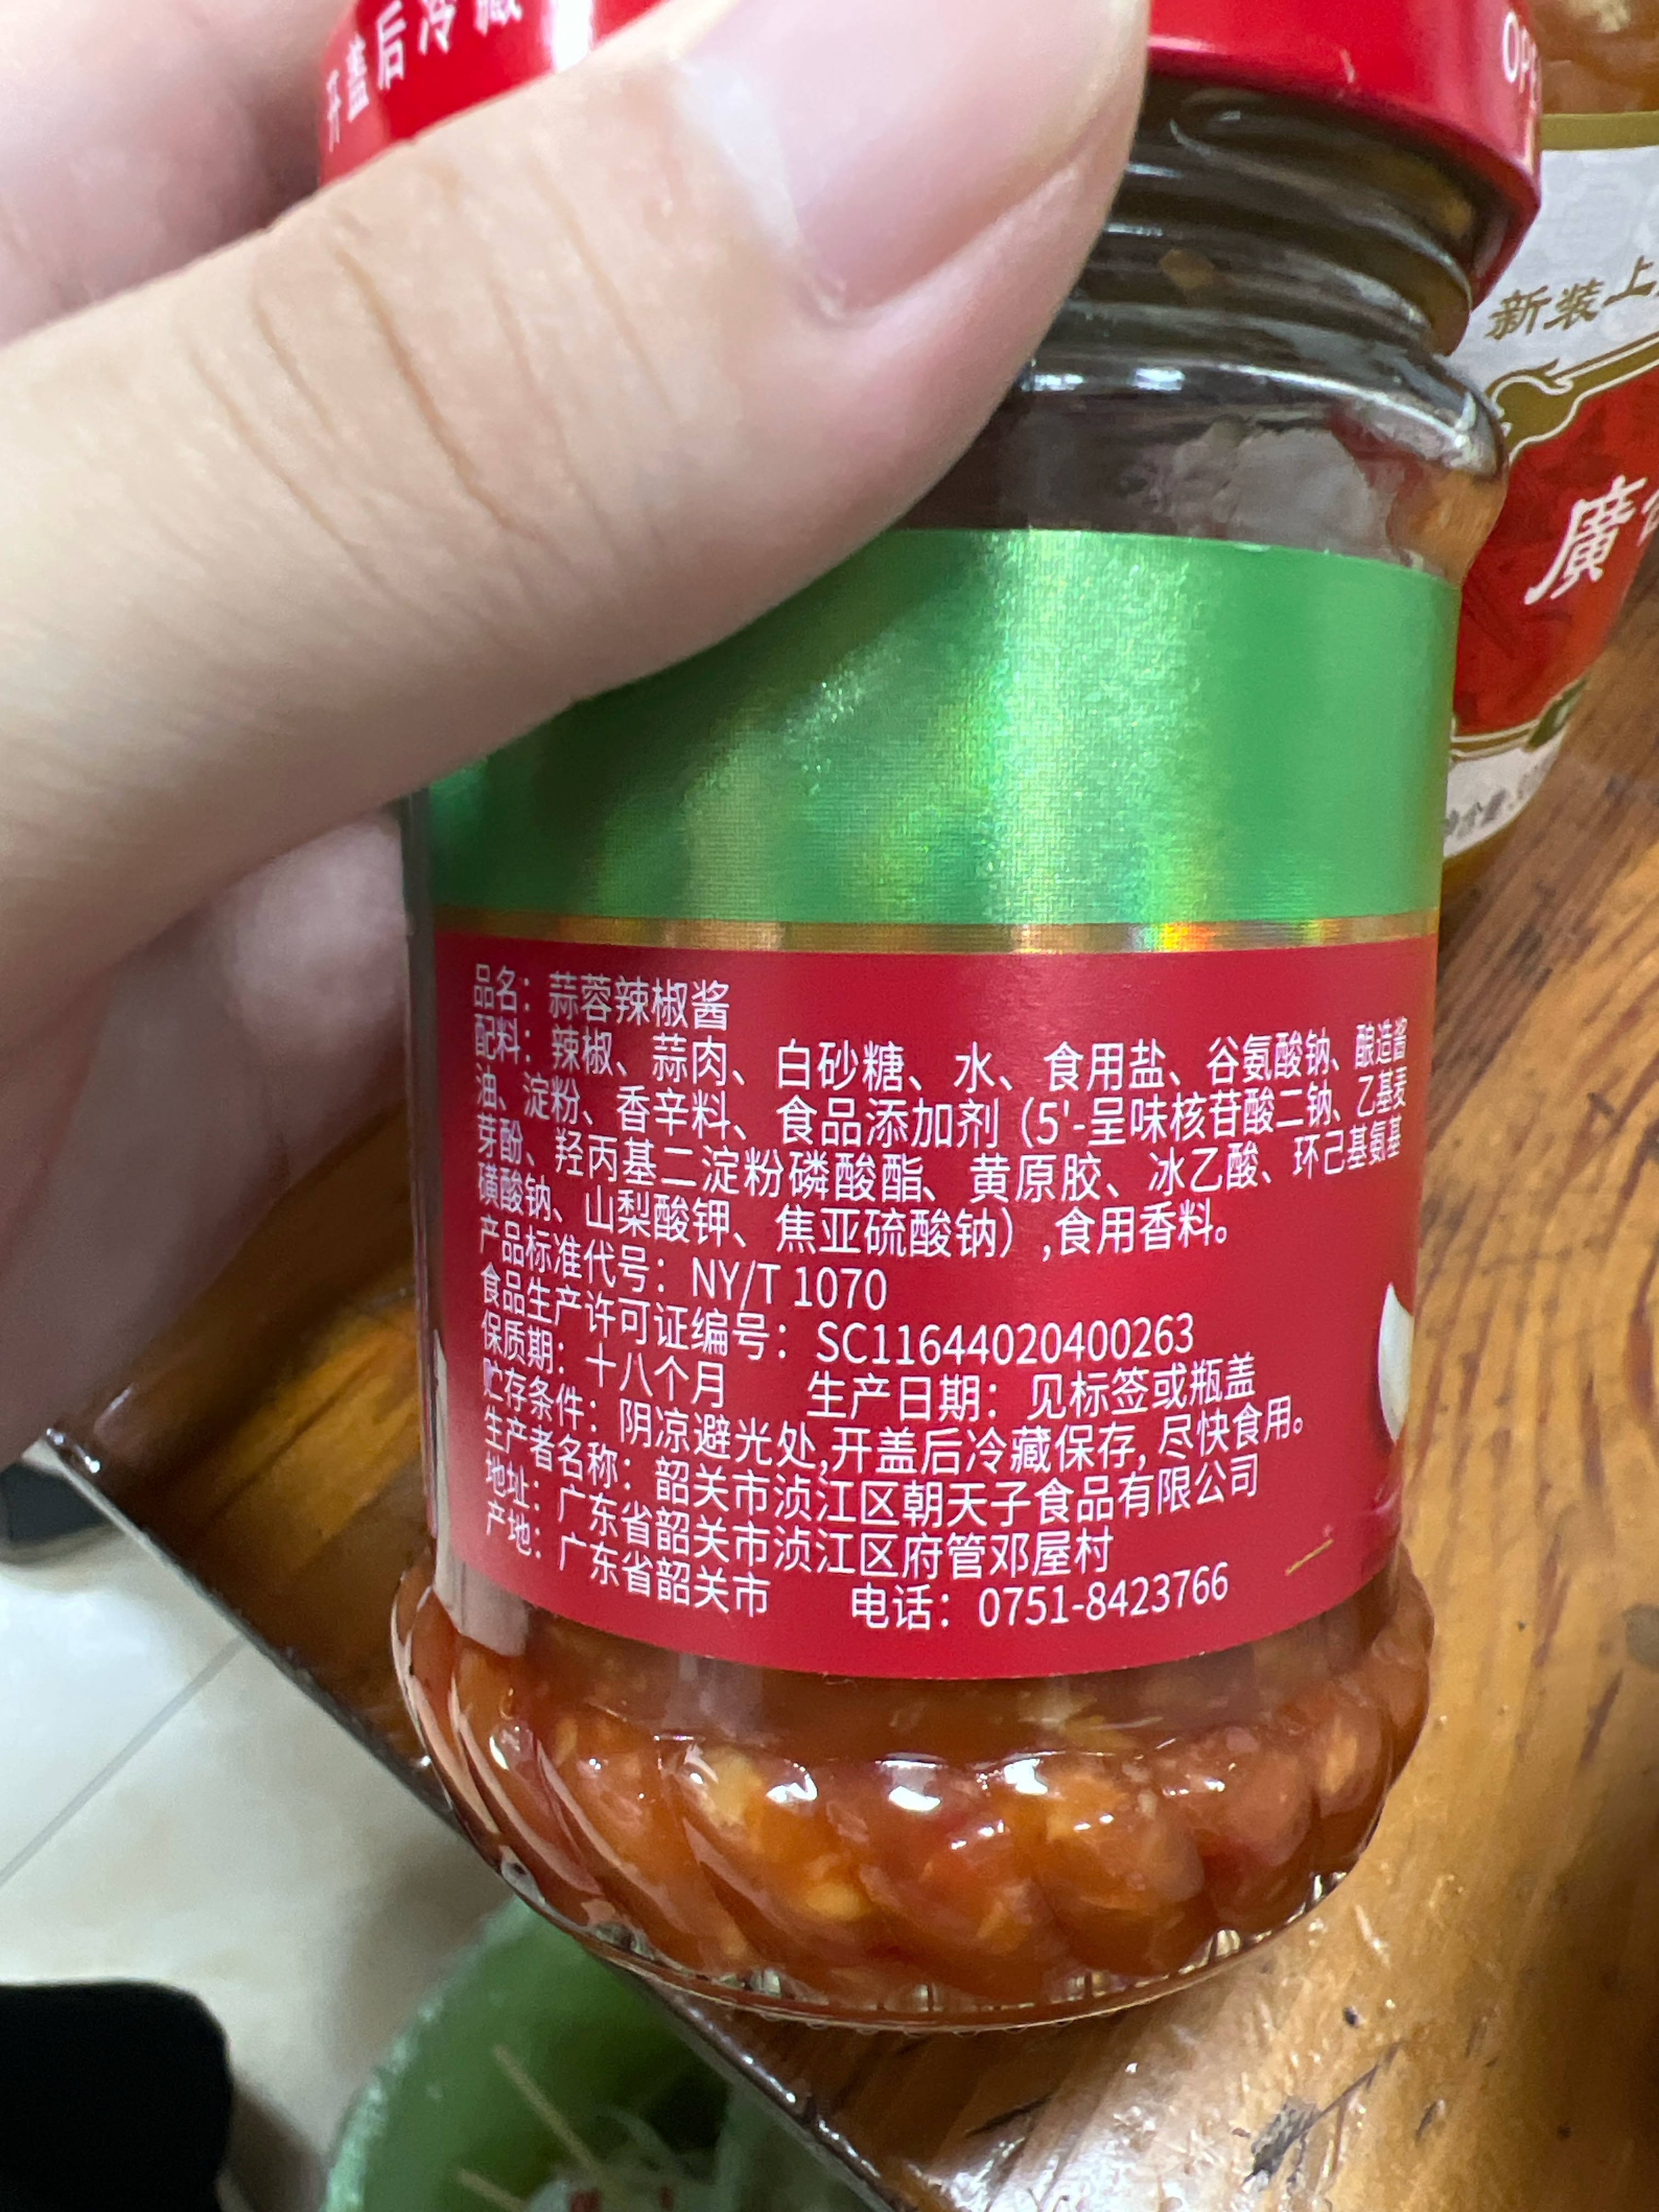 开盖后冷藏
OPE
新装上
廣
净含量
品名：蒜蓉辣椒酱
配料：辣椒、蒜肉、白砂糖、水、食用盐、谷氨酸钠、酿造酱
油、淀粉、香辛料、食品添加剂（5'-呈味核苷酸二钠、乙基麦
芽酚、羟丙基二淀粉磷酸酯、黄原胶、冰乙酸、环己基氨基
磺酸钠、山梨酸钾、焦亚硫酸钠）,食用香料。
产品标准代号：NY/T 1070
食品生产许可证编号：SC11644020400263
保质期：十八个月 生产日期：见标签或瓶盖
贮存条件：阴凉避光处,开盖后冷藏保存,尽快食用。
生产者名称：韶关市浈江区朝天子食品有限公司
地址：广东省韶关市浈江区府管邓屋村
产地：广东省韶关市 电话：0751-8423766